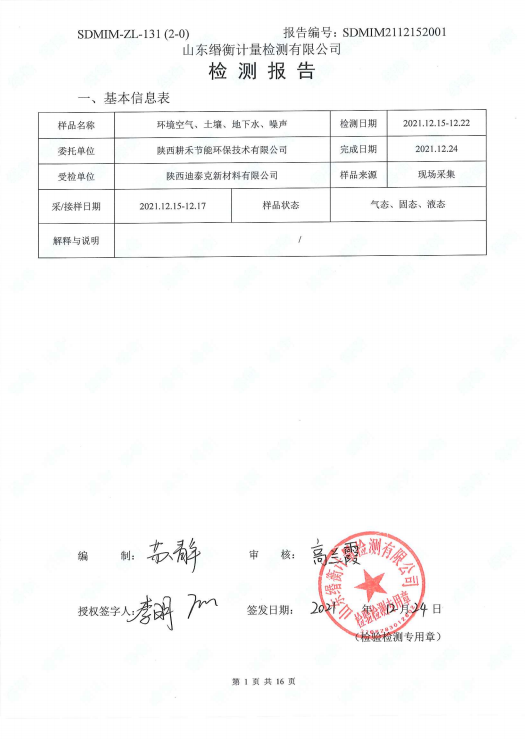 SDMIM-ZL-131 (2-0) 报告编号: SDMIM2112152001
山东缗衡计量检测有限公司
检 测 报 告
一、基本信息表
样品名称 环境空气、土壤、地下水、噪声 检测日期 2021.12.15-12.22
委托单位 陕西耕禾节能环保技术有限公司 完成日期 2021.12.24
受检单位 陕西迪泰克新材料有限公司 样品来源 现场采集
采/接样日期 2021.12.15-12.17 样品状态 气态、固态、液态
解释与说明 /
编 制: 苏静 审 核: 高兰霞
授权签字人: 李明 签发日期: 2021 年 12 月 24 日
(检验检测专用章)
山东缗衡计量检测有限公司
检验检测专用章
第 1 页 共 16 页